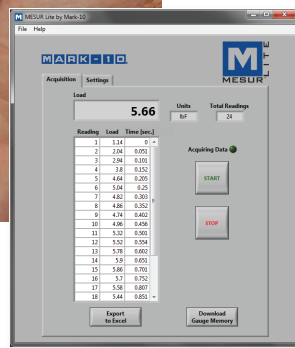 MESUR Lite by Mark-10
File Help
MARK-10
M
MESUR
LITE
Acquisition Settings
Load
5.66
Units
lbF
Total Readings
24
Reading Load Time [sec.]
1 1.14 0
2 2.04 0.051
3 2.94 0.101
4 3.8 0.152
5 4.64 0.205
6 5.04 0.25
7 4.82 0.303
8 4.86 0.352
9 4.74 0.402
10 4.96 0.456
11 5.32 0.501
12 5.52 0.554
13 5.78 0.602
14 5.9 0.651
15 5.86 0.701
16 5.7 0.752
17 5.58 0.807
18 5.44 0.851
Acquiring Data
START
STOP
Export
to Excel
Download
Gauge Memory